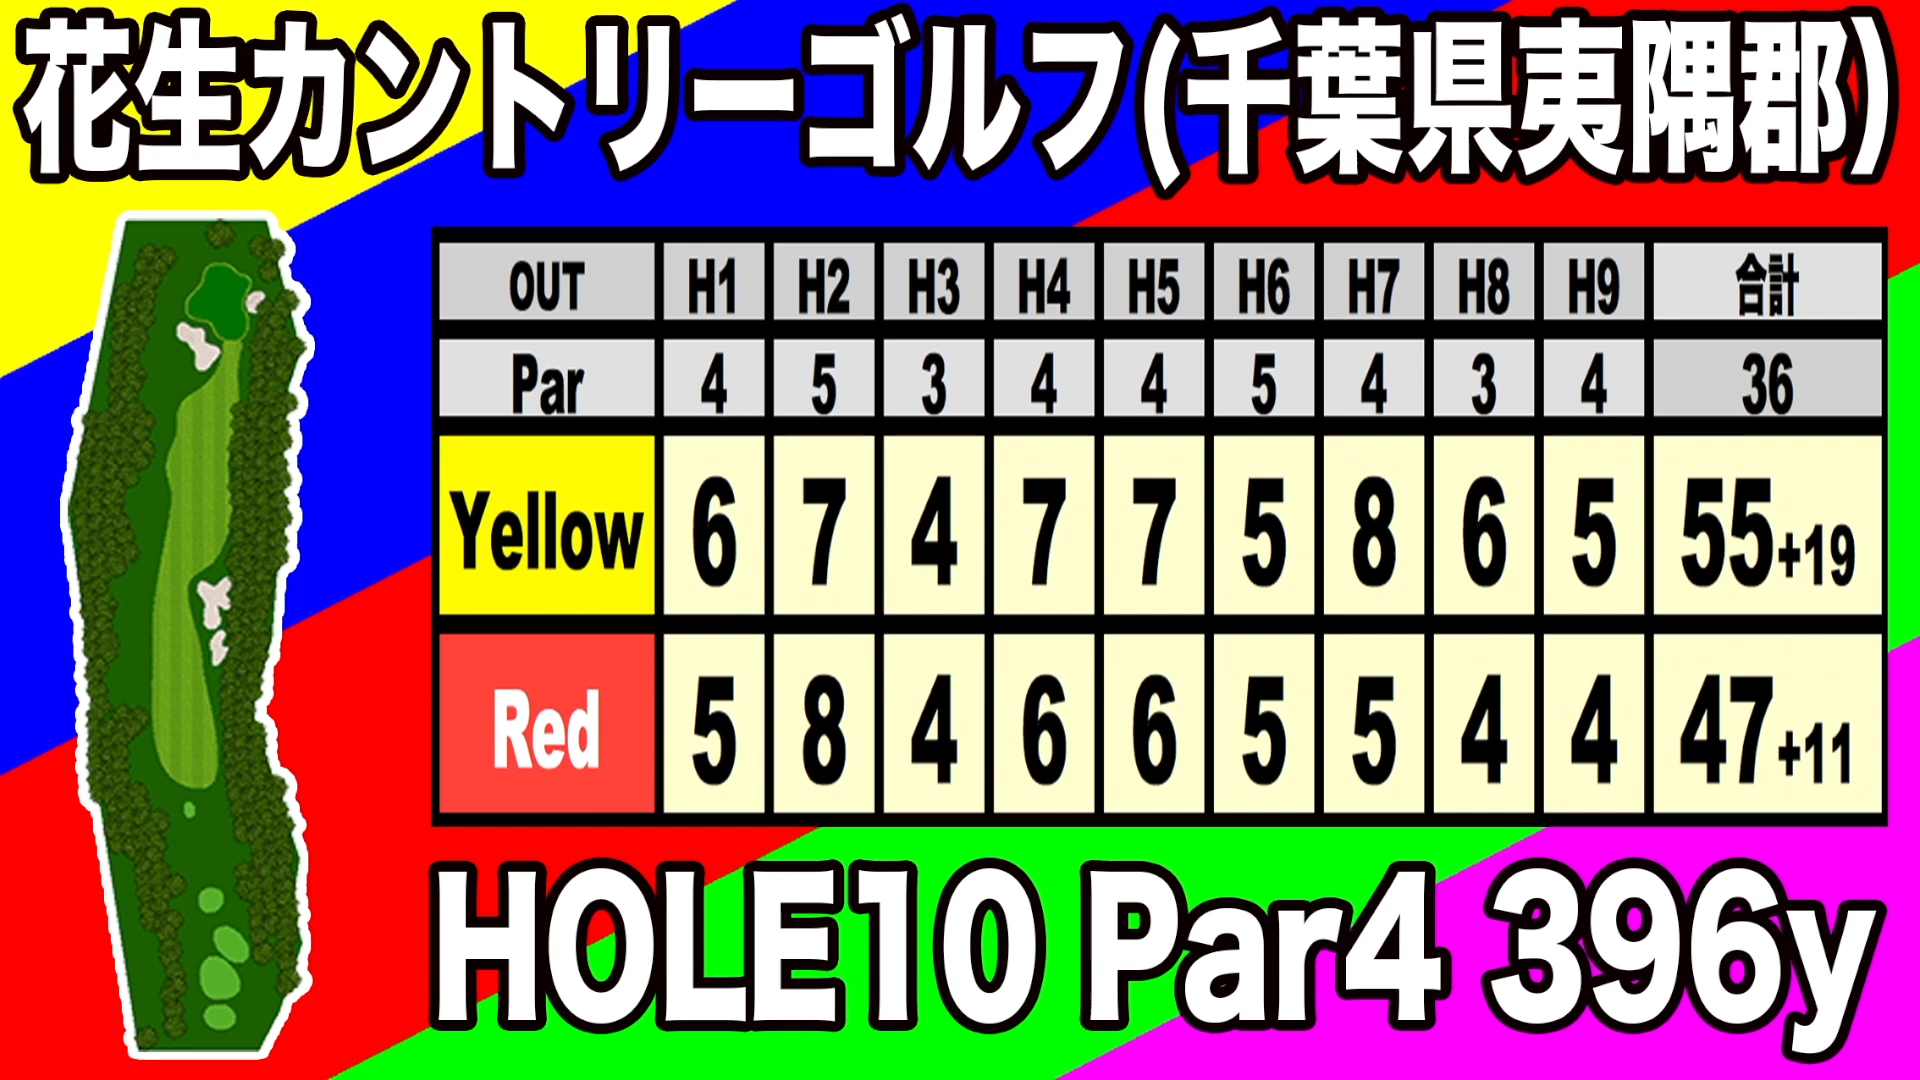 花生カントリーゴルフ(千葉県夷隅郡)
OUT H1 H2 H3 H4 H5 H6 H7 H8 H9 合計
Par 4 5 3 4 4 5 4 3 4 36
Yellow 6 7 4 7 7 5 8 6 5 55+19
Red 5 8 4 6 6 5 5 4 4 47+11
HOLE10 Par4 396y